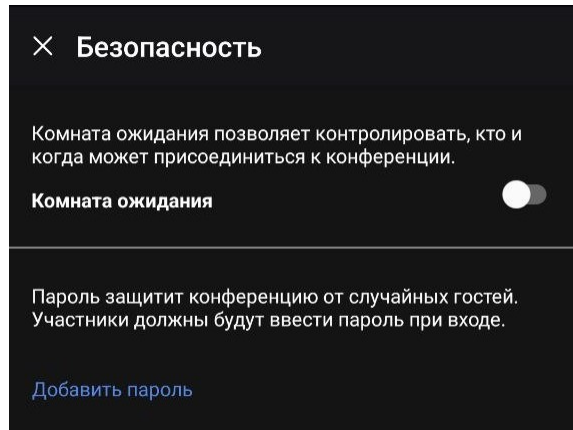 Безопасность
Комната ожидания позволяет контролировать, кто и
когда может присоединиться к конференции.
Комната ожидания
Пароль защитит конференцию от случайных гостей.
Участники должны будут ввести пароль при входе.
Добавить пароль